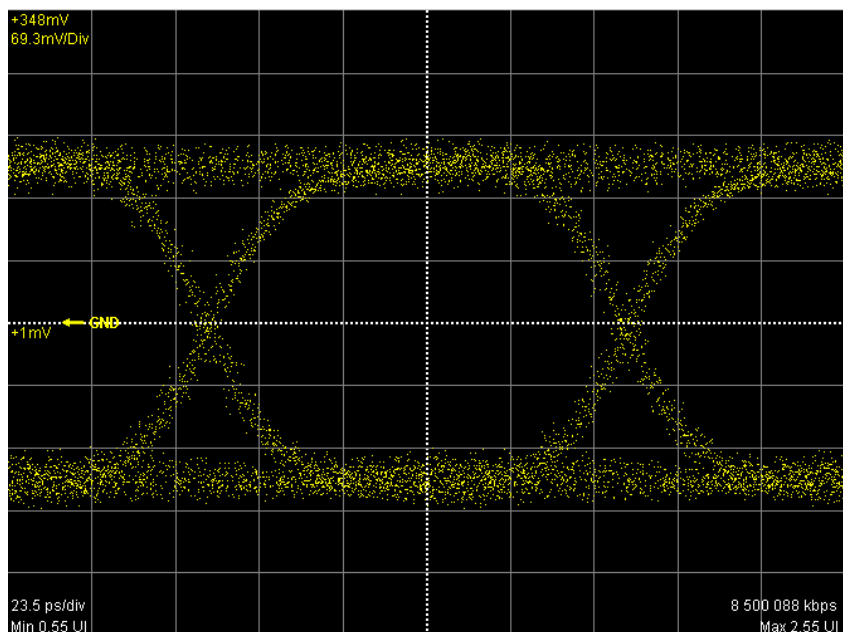 +348mV
69.3mV/Div
GND
+1mV
23.5 ps/div
8 500 088 kbps
Min 0.55 UI
Max 2.55 UI